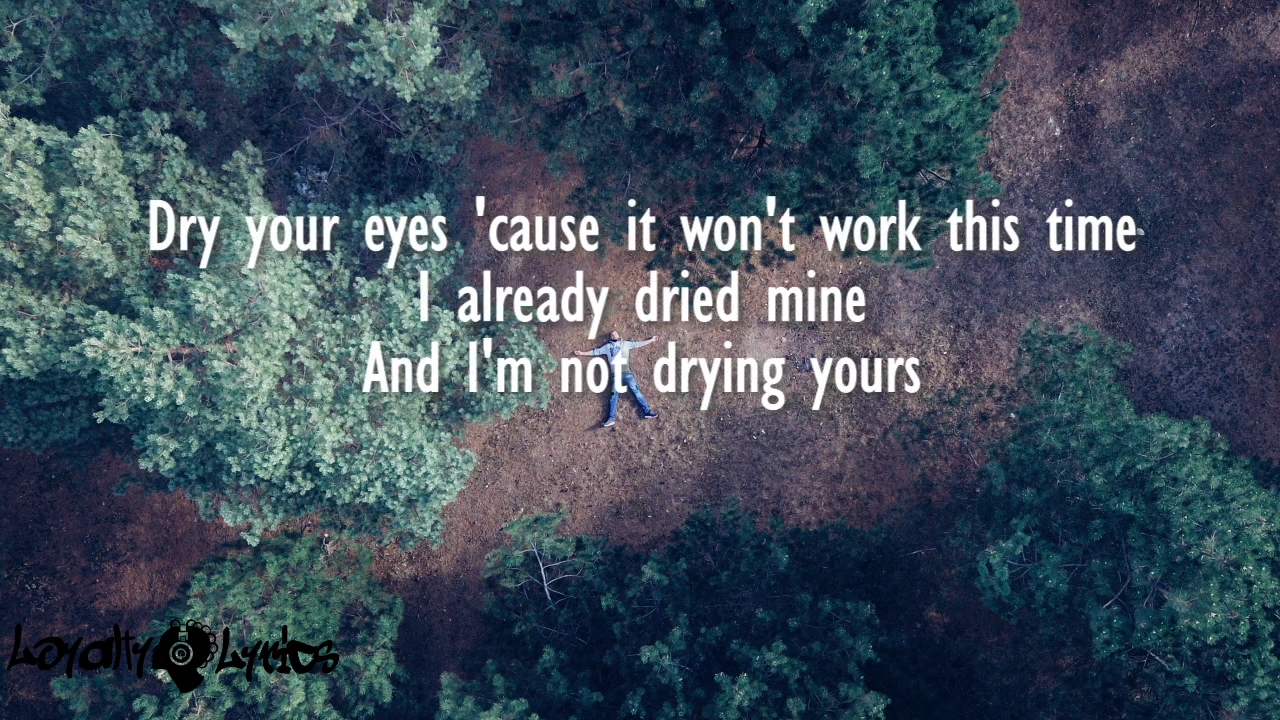 Dry your eyes 'cause it won't work this time
I already dried mine
And I'm not drying yours
Loyalty Lyrics